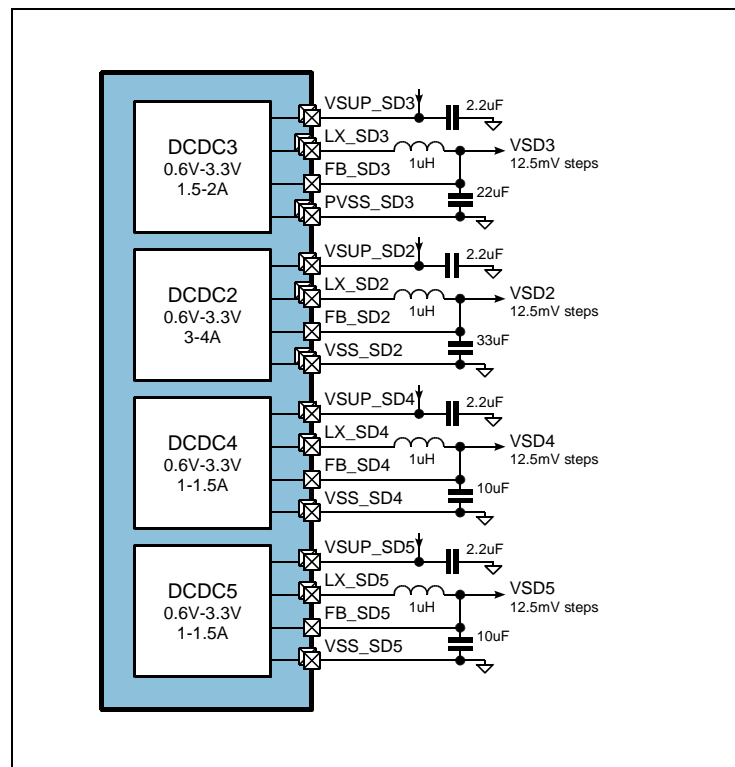 DCDC3
0.6V-3.3V
1.5-2A
VSUP_SD3
2.2uF
LX_SD3
1uH
VSD3
12.5mV steps
FB_SD3
22uF
PVSS_SD3
DCDC2
0.6V-3.3V
3-4A
VSUP_SD2
2.2uF
LX_SD2
1uH
VSD2
12.5mV steps
FB_SD2
33uF
VSS_SD2
DCDC4
0.6V-3.3V
1-1.5A
VSUP_SD4
2.2uF
LX_SD4
1uH
VSD4
12.5mV steps
FB_SD4
10uF
VSS_SD4
DCDC5
0.6V-3.3V
1-1.5A
VSUP_SD5
2.2uF
LX_SD5
1uH
VSD5
12.5mV steps
FB_SD5
10uF
VSS_SD5